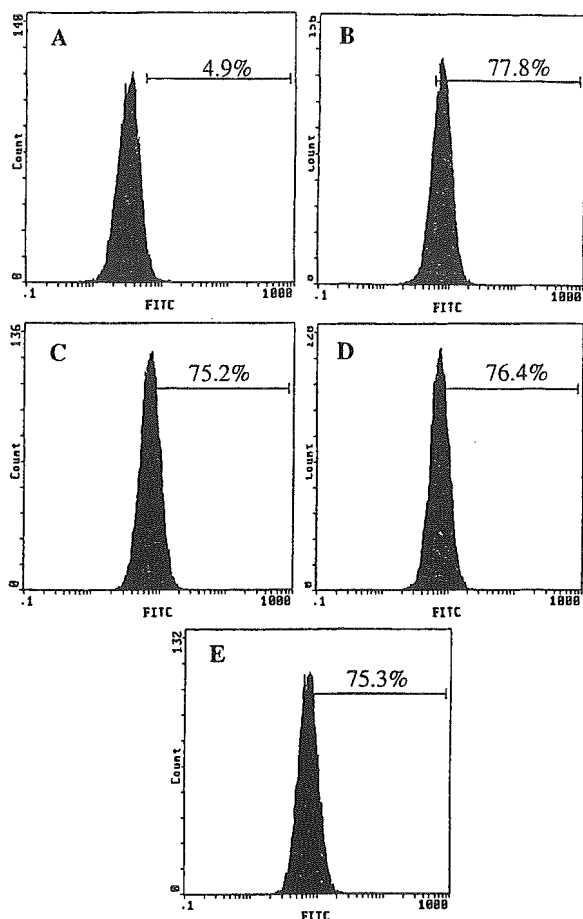 A
4.9%
148
Count
0
.1
FITC
1000
B
77.8%
Count
0
.1
FITC
1000
C
75.2%
136
Count
0
.1
FITC
1000
D
76.4%
Count
0
.1
FITC
1000
E
75.3%
132
Count
0
.1
FITC
1000